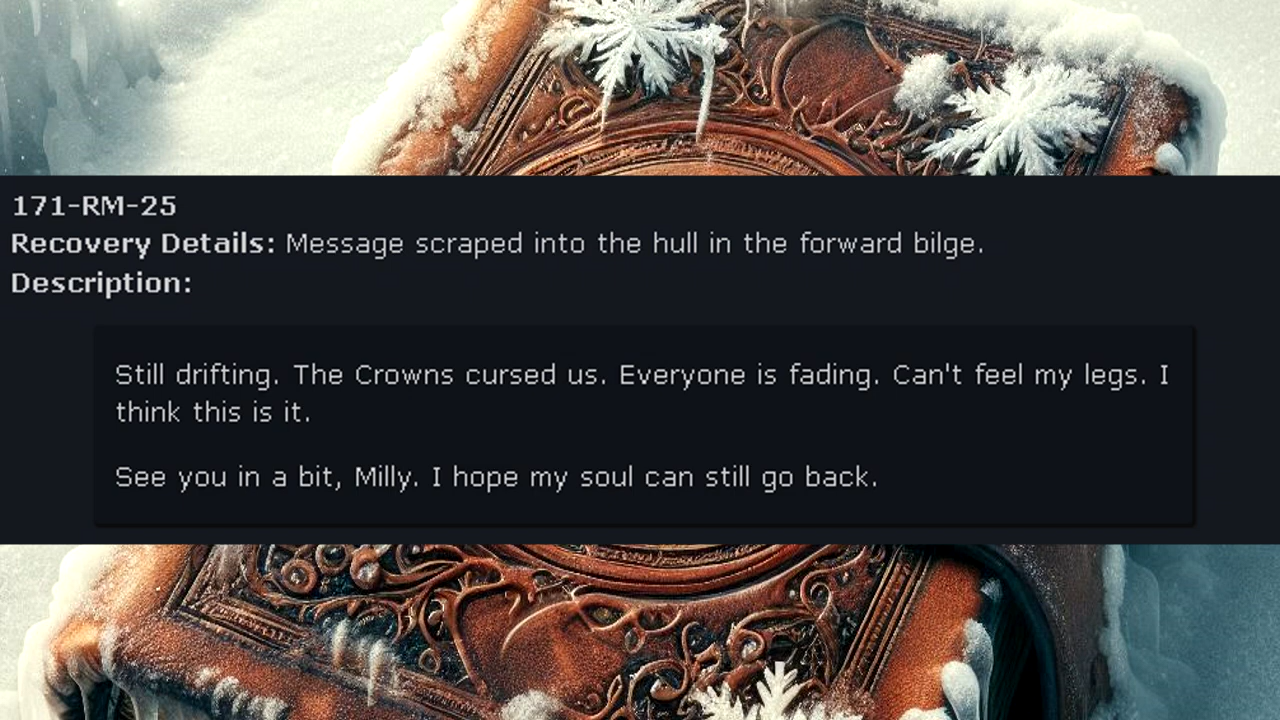 171-RM-25
Recovery Details: Message scraped into the hull in the forward bilge.
Description:
Still drifting. The Crowns cursed us. Everyone is fading. Can't feel my legs. I
think this is it.
See you in a bit, Milly. I hope my soul can still go back.